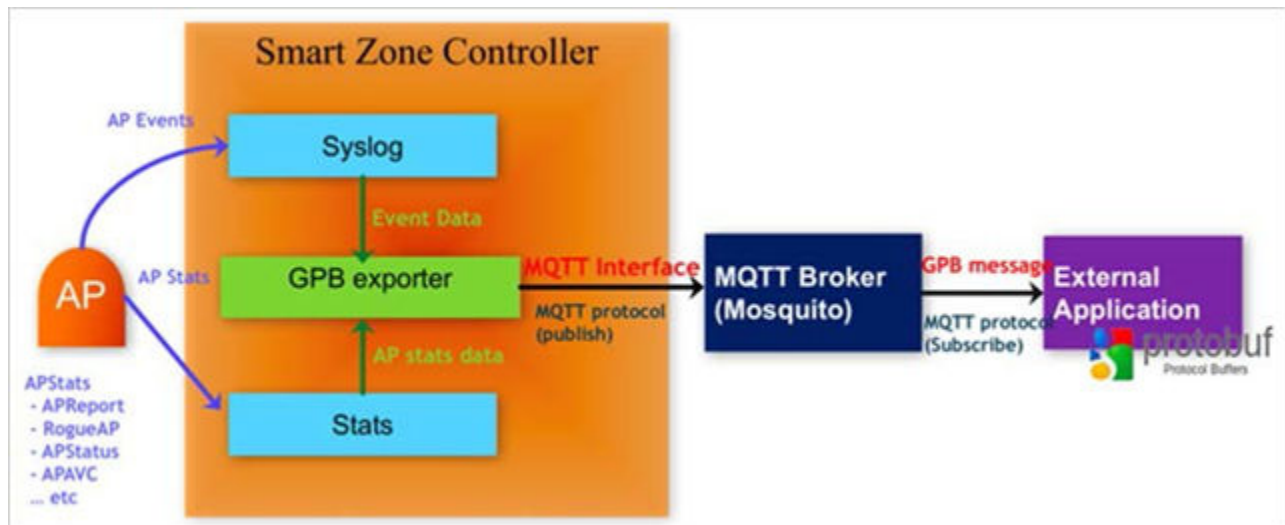 Smart Zone Controller
AP Events
Syslog
Event Data
AP
AP Stats
GPB exporter
MQTT Interface
MQTT protocol
(publish)
MQTT Broker
(Mosquito)
GPB message
MQTT protocol
(Subscribe)
External
Application
protobuf
Protocol Buffers
AP stats data
Stats
APStats
- APReport
- RogueAP
- APStatus
- APAVC
... etc